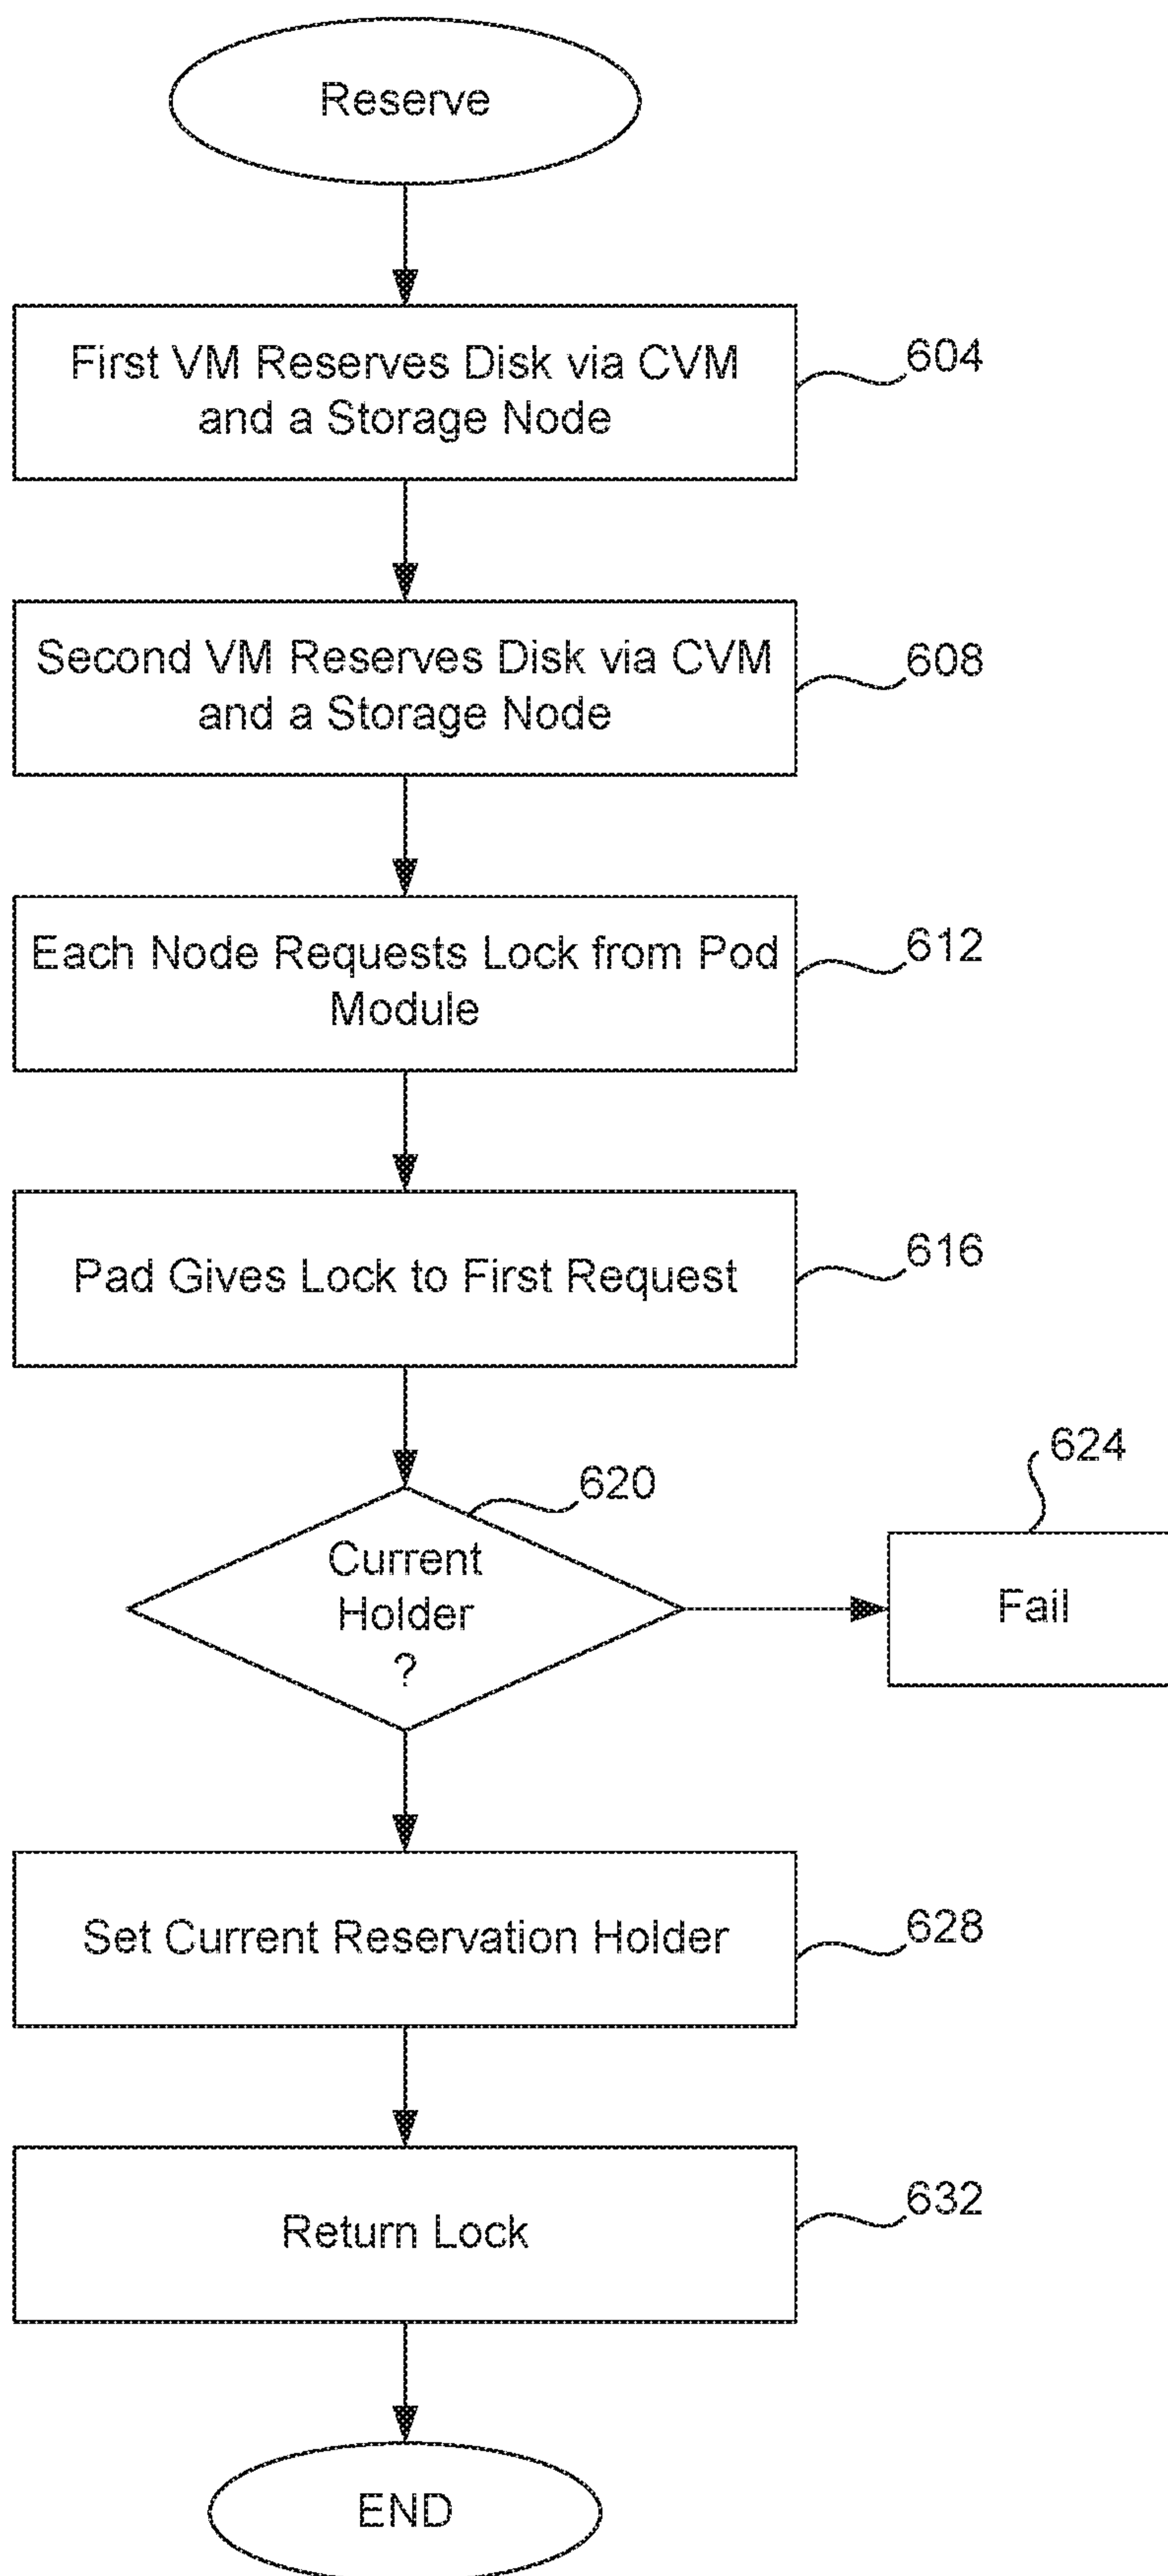 Reserve
First VM Reserves Disk via CVM
and a Storage Node
604
Second VM Reserves Disk via CVM
and a Storage Node
608
Each Node Requests Lock from Pod
Module
612
Pad Gives Lock to First Request
616
620
Current
Holder
?
624
Fail
Set Current Reservation Holder
628
Return Lock
632
END